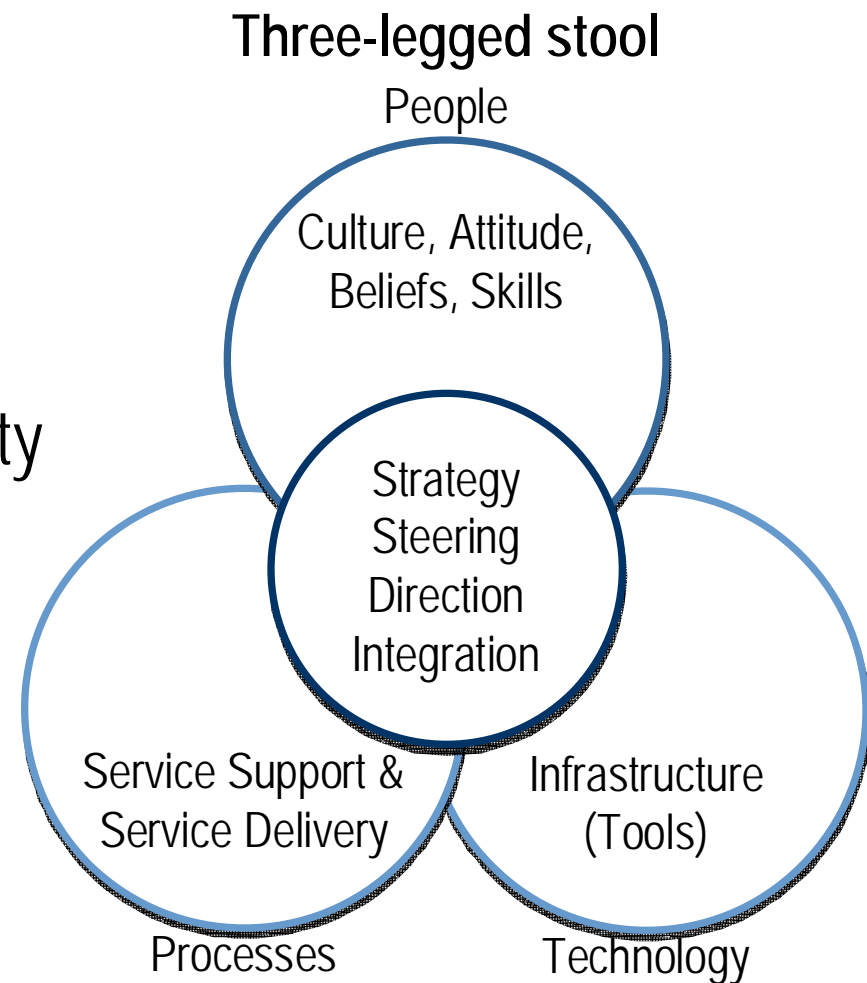 Three-legged stool
People
Culture, Attitude,
Beliefs, Skills
ty
Strategy
Steering
Direction
Integration
Service Support &
Service Delivery
Infrastructure
(Tools)
Processes
Technology